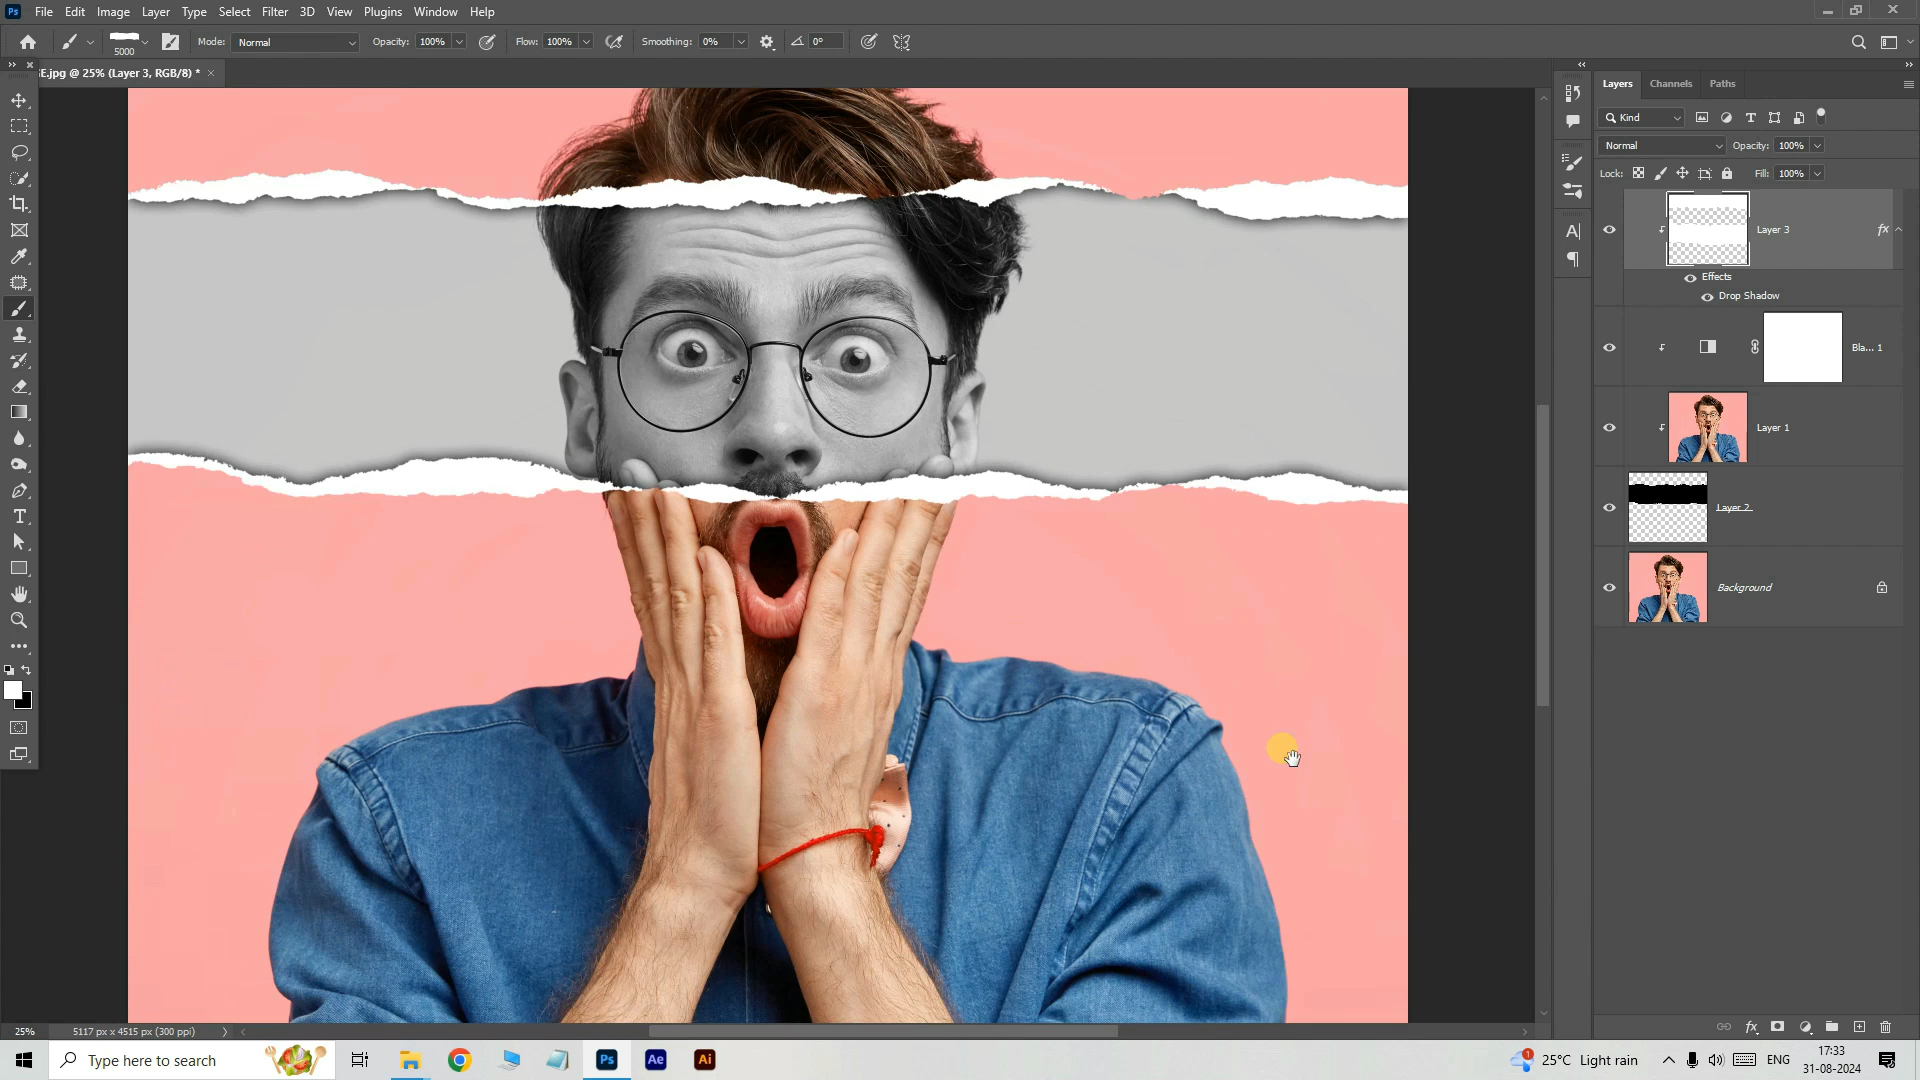 Ps File Edit Image Layer Type Select Filter 3D View Plugins Window Help
5000 Mode: Normal Opacity: 100% Flow: 100% Smoothing: 0% 0°
E.jpg @ 25% (Layer 3, RGB/8) *
Layers Channels Paths
Kind
Normal Opacity: 100%
Lock: Fill: 100%
Layer 3 fx
Effects
Drop Shadow
Bla... 1
Layer 1
Layer 2
Background
25% 5117 px x 4515 px (300 ppi)
Type here to search Ps Ae Ai 1 25°C Light rain ENG 17:33
31-08-2024